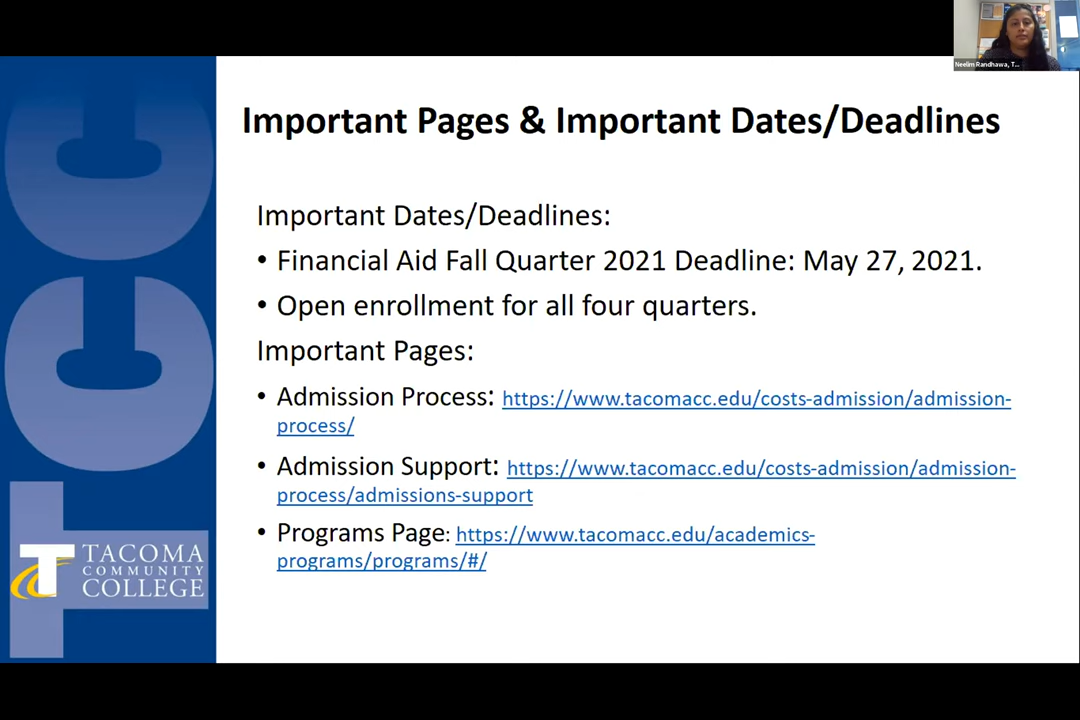 Neelim Randhawa, T...
Important Pages & Important Dates/Deadlines
Important Dates/Deadlines:
• Financial Aid Fall Quarter 2021 Deadline: May 27, 2021.
• Open enrollment for all four quarters.
Important Pages:
• Admission Process: https://www.tacomacc.edu/costs-admission/admission-
process/
• Admission Support: https://www.tacomacc.edu/costs-admission/admission-
process/admissions-support
• Programs Page: https://www.tacomacc.edu/academics-
programs/programs/#/
TCC
T TACOMA
COMMUNITY
COLLEGE